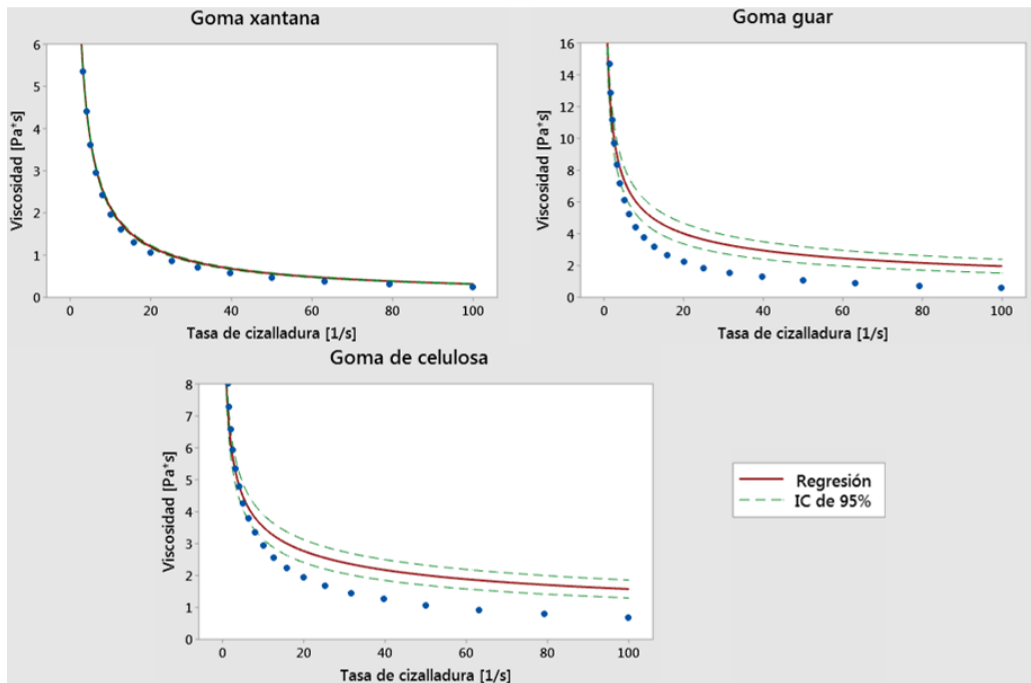 Goma xantana
Viscosidad [Pa*s]
6
5
4
3
2
1
0
0 20 40 60 80 100
Tasa de cizalladura [1/s]
Goma guar
Viscosidad [Pa*s]
16
14
12
10
8
6
4
2
0
0 20 40 60 80 100
Tasa de cizalladura [1/s]
Goma de celulosa
Viscosidad [Pa*s]
8
7
6
5
4
3
2
1
0
0 20 40 60 80 100
Tasa de cizalladura [1/s]
Regresión
IC de 95%